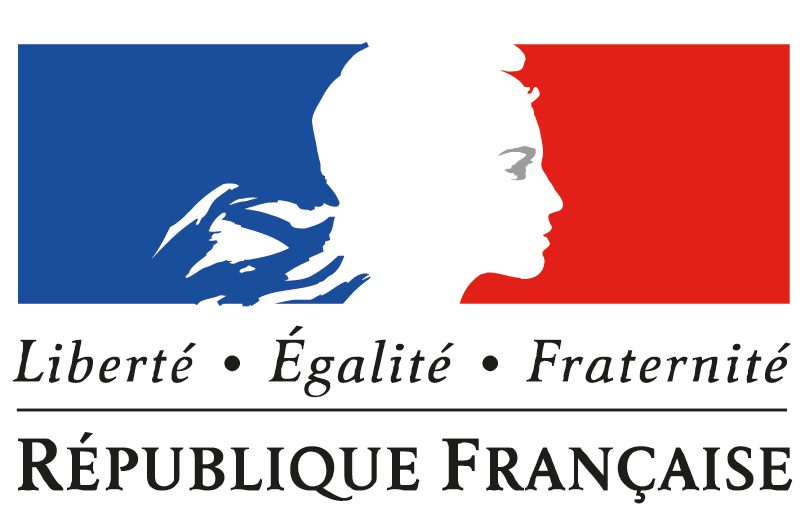 Liberté • Égalité • Fraternité
RÉPUBLIQUE FRANÇAISE